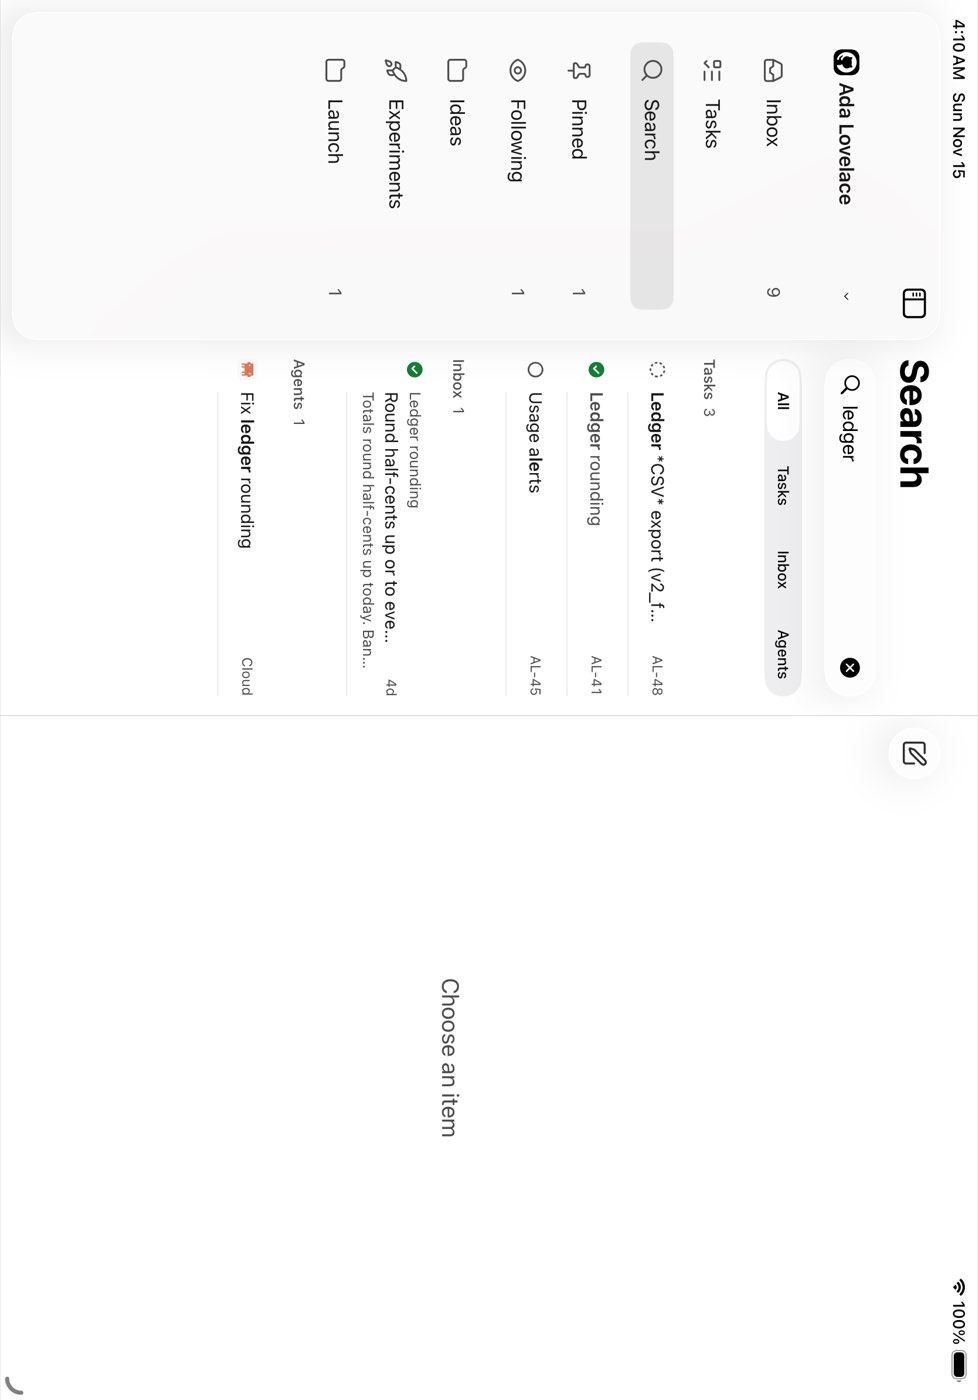 4:10 AM Sun Nov 15
100%
Ada Lovelace
Inbox 9
Tasks
Search
Pinned 1
Following 1
Ideas
Experiments
Launch 1
Search
ledger
All Tasks Inbox Agents
Tasks 3
Ledger *CSV* export (v2_f... AL-48
Ledger rounding AL-41
Usage alerts AL-45
Inbox 1
Ledger rounding
Round half-cents up or to eve... 4d
Totals round half-cents up today. Ban...
Agents 1
Fix ledger rounding Cloud
Choose an item